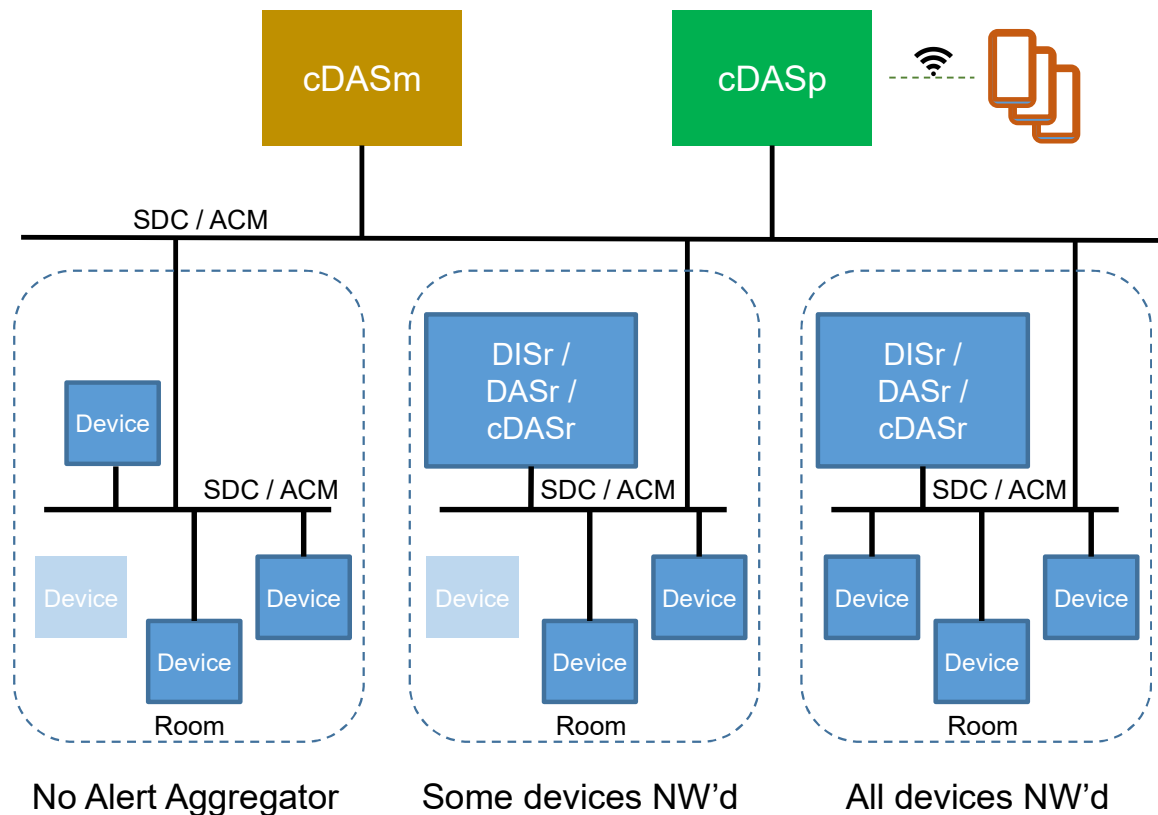 cDASm
cDASp
SDC / ACM
DISr /
DASr /
cDASr
DISr /
DASr /
cDASr
Device
SDC / ACM
SDC / ACM
SDC / ACM
Device
Device
Device
Device
Device
Device
Device
Device
Device
Room
Room
Room
No Alert Aggregator
Some devices NW’d
All devices NW’d